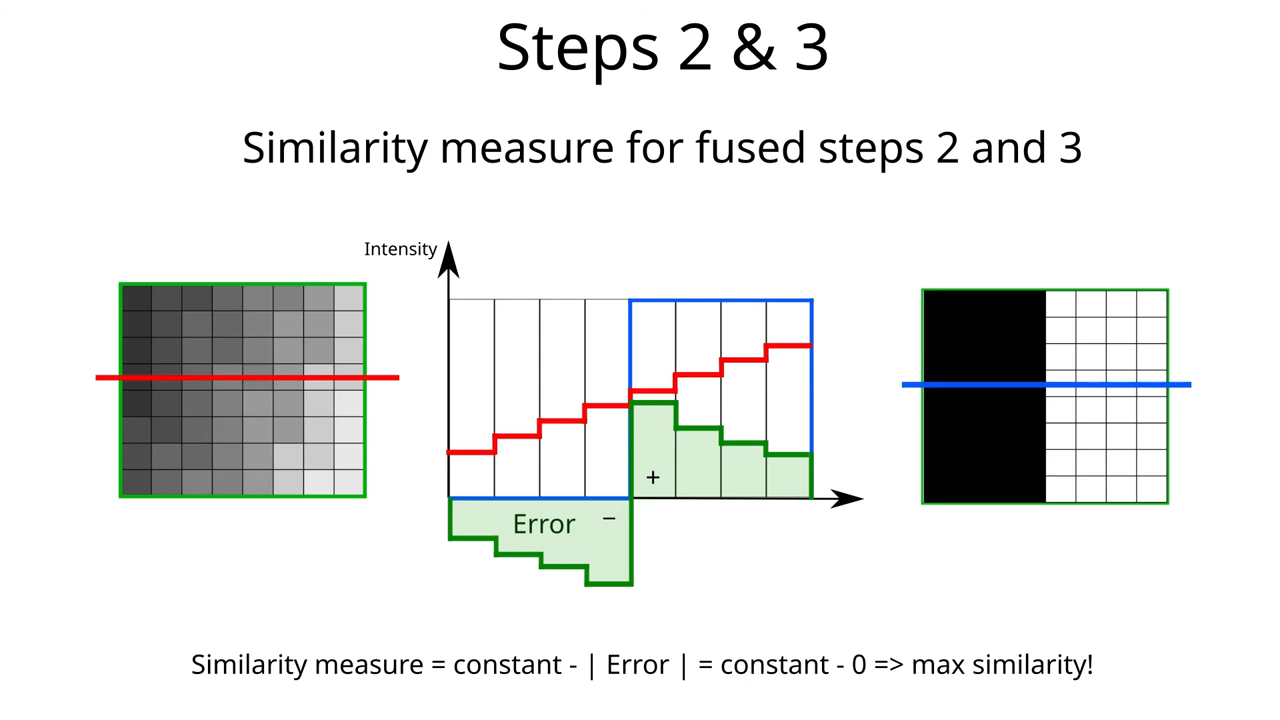 Steps 2 & 3
Similarity measure for fused steps 2 and 3
Intensity
+
Error −
Similarity measure = constant - | Error | = constant - 0 => max similarity!